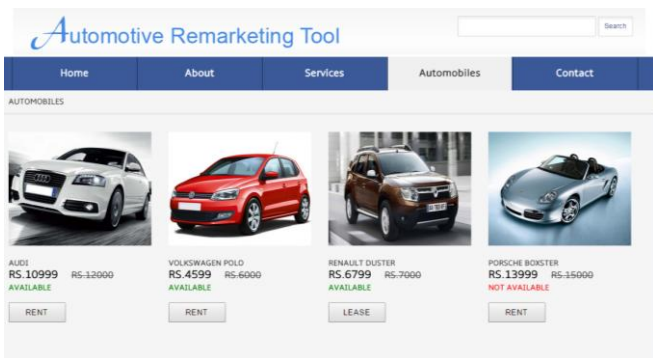 Automotive Remarketing Tool
Search
Home About Services Automobiles Contact
AUTOMOBILES
AUDI
RS.10999 RS.12000
AVAILABLE
RENT
VOLKSWAGEN POLO
RS.4599 RS.6000
AVAILABLE
RENT
RENAULT DUSTER
RS.6799 RS.7000
AVAILABLE
LEASE
PORSCHE BOXSTER
RS.13999 RS.15000
NOT AVAILABLE
RENT